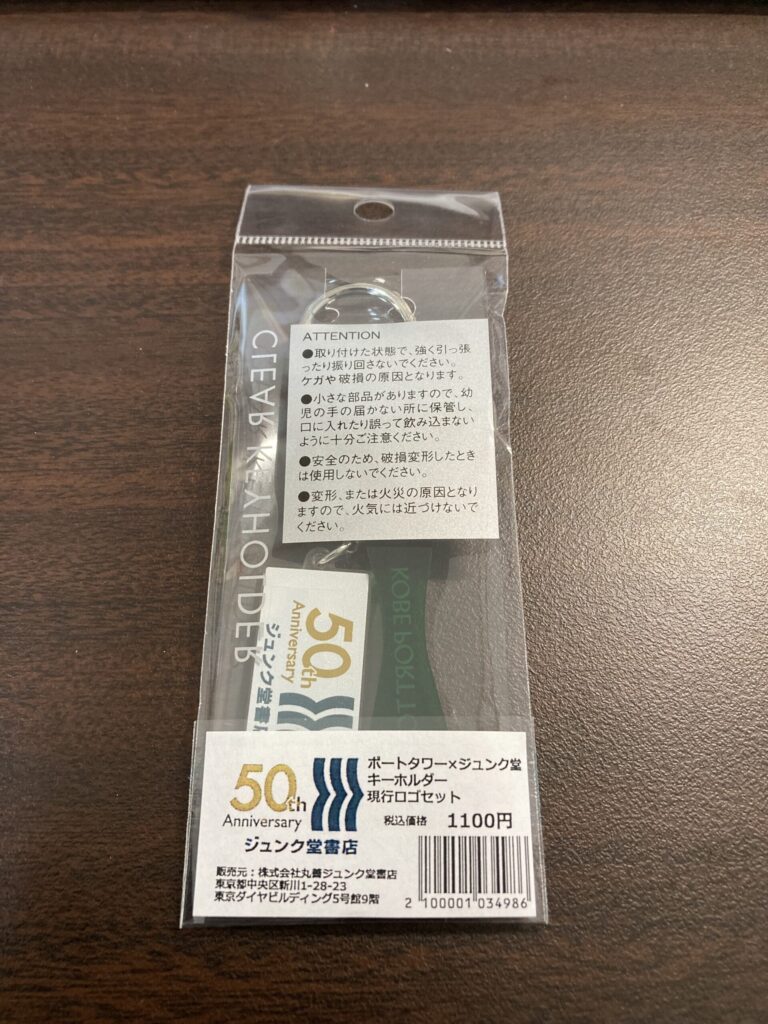 CLEAR KEYHOLDER
ATTENTION
●取り付けた状態で、強く引っ張
ったり振り回さないでください。
ケガや破損の原因となります。
●小さな部品がありますので、幼
児の手の届かない所に保管し、
口に入れたり誤って飲み込まない
ように十分ご注意ください。
●安全のため、破損変形したとき
は使用しないでください。
●変形、または火災の原因となり
ますので、火気には近づけないで
ください。
KOBE PORT TO
50th
Anniversary
ジュンク堂書店
50th
Anniversary
ジュンク堂書店
ポートタワー×ジュンク堂
キーホルダー
現行ロゴセット
税込価格 1100円
販売元：株式会社丸善ジュンク堂書店
東京都中央区新川1-28-23
東京ダイヤビルディング5号館9階
2 100001 034986